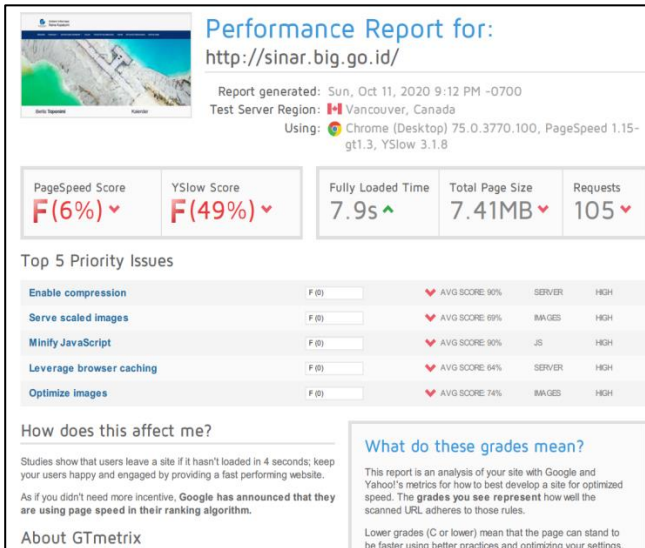 Performance Report for:
http://sinar.big.go.id/
Report generated: Sun, Oct 11, 2020 9:12 PM -0700
Test Server Region: Vancouver, Canada
Using: Chrome (Desktop) 75.0.3770.100, PageSpeed 1.15-
gt1.3, YSlow 3.1.8
Berita Toponimi
Kalender
PageSpeed Score
F(6%)
YSlow Score
F(49%)
Fully Loaded Time
7.9s
Total Page Size
7.41MB
Requests
105
Top 5 Priority Issues
Enable compression F (0) AVG SCORE: 90% SERVER HIGH
Serve scaled images F (0) AVG SCORE: 69% IMAGES HIGH
Minify JavaScript F (0) AVG SCORE: 90% JS HIGH
Leverage browser caching F (0) AVG SCORE: 64% SERVER HIGH
Optimize images F (0) AVG SCORE: 74% IMAGES HIGH
How does this affect me?
Studies show that users leave a site if it hasn't loaded in 4 seconds; keep
your users happy and engaged by providing a fast performing website.
As if you didn't need more incentive, Google has announced that they
are using page speed in their ranking algorithm.
About GTmetrix
What do these grades mean?
This report is an analysis of your site with Google and
Yahoo!'s metrics for how to best develop a site for optimized
speed. The grades you see represent how well the
scanned URL adheres to those rules.
Lower grades (C or lower) mean that the page can stand to
be faster using better practices and optimizing your settings.